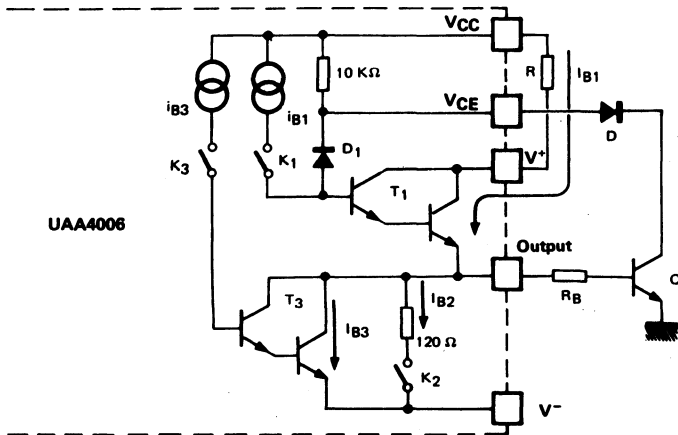 VCC
R
IB1
10 KΩ
iB3
iB1
VCE
D
K3
K1
D1
V+
T1
UAA4006
Output
T3
IB2
RB
IB3
120 Ω
K2
V−